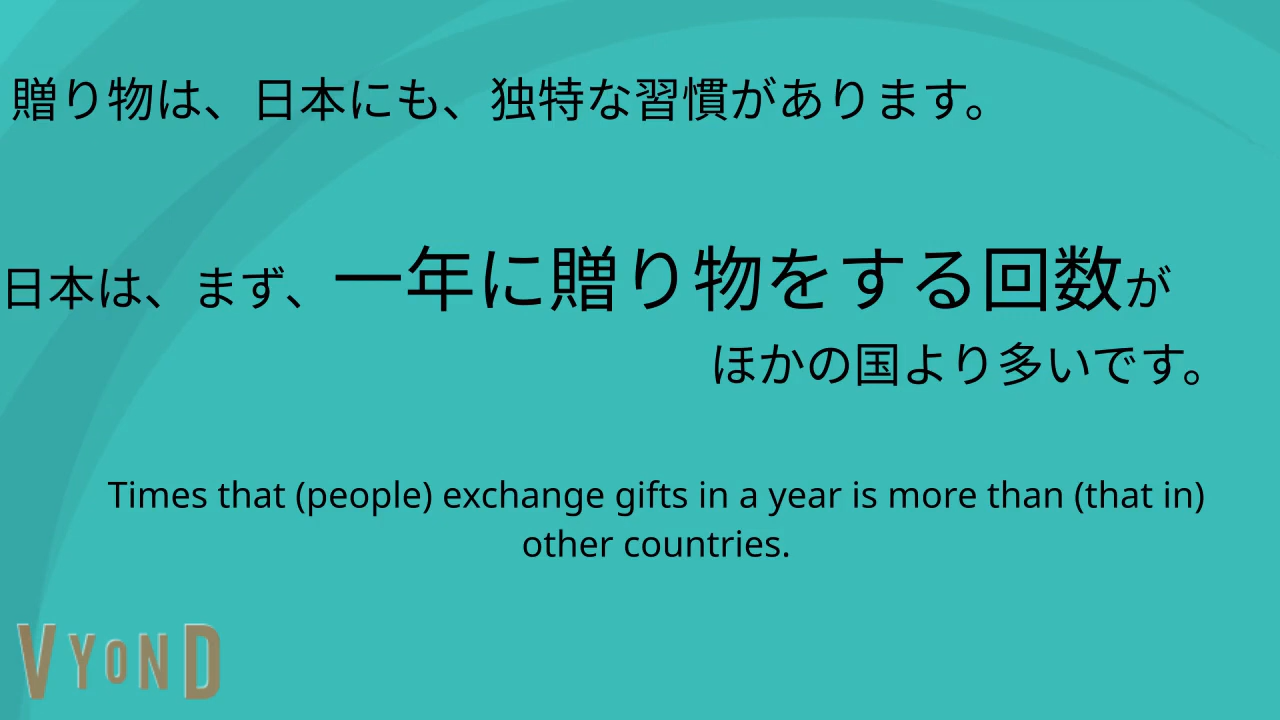 贈り物は、日本にも、独特な習慣があります。
日本は、まず、一年に贈り物をする回数が
ほかの国より多いです。
Times that (people) exchange gifts in a year is more than (that in)
other countries.
VYOND